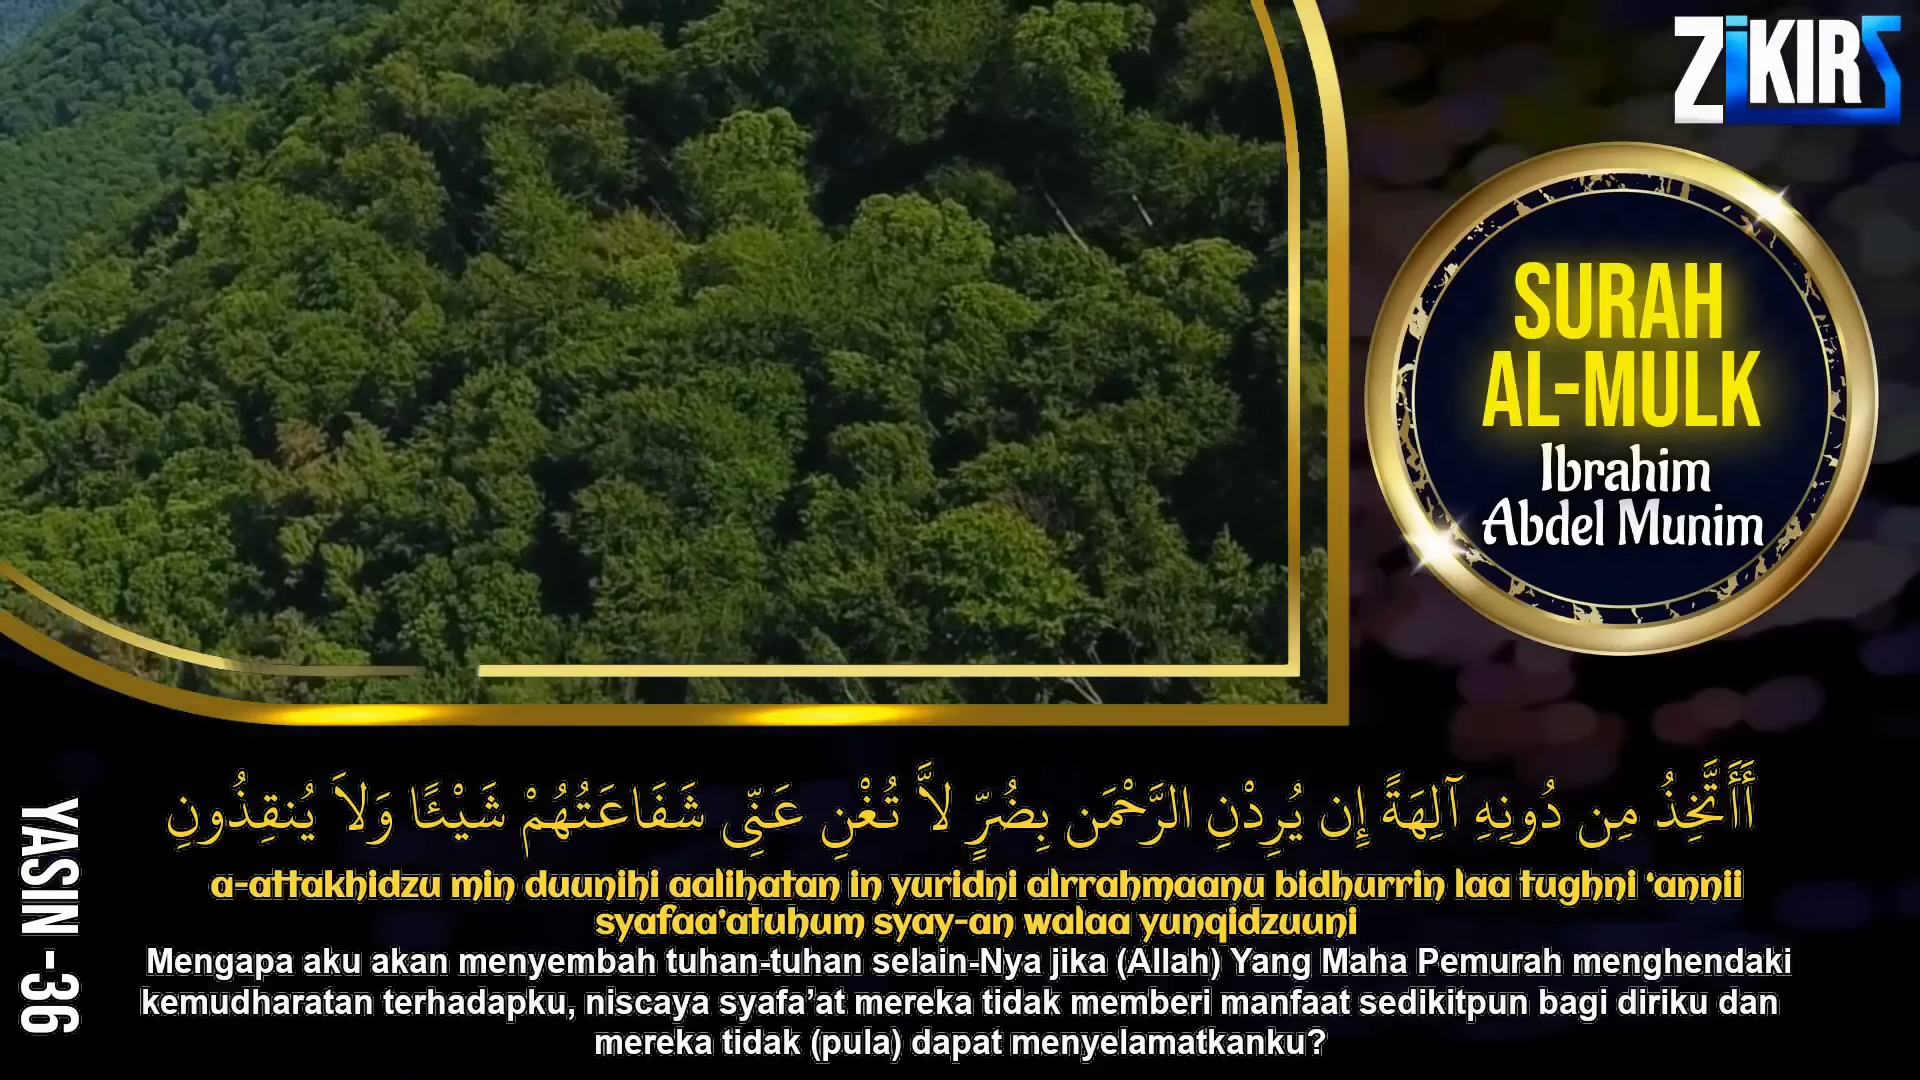 ZIKIRS
SURAH
AL-MULK
Ibrahim
Abdel Munim
أَأَتَّخِذُ مِن دُونِهِ آلِهَةً إِن يُرِدْنِ الرَّحْمَن بِضُرٍّ لاَّ تُغْنِ عَنِّى شَفَاعَتُهُمْ شَيْئًا وَلاَ يُنقِذُونِ
a-attakhidzu min duunihi aalihatan in yuridni alrrahmaanu bidhurrin laa tughni ‘annii
syafaa’atuhum syay-an walaa yunqidzuuni
Mengapa aku akan menyembah tuhan-tuhan selain-Nya jika (Allah) Yang Maha Pemurah menghendaki
kemudharatan terhadapku, niscaya syafa’at mereka tidak memberi manfaat sedikitpun bagi diriku dan
mereka tidak (pula) dapat menyelamatkanku?
YASIN -36